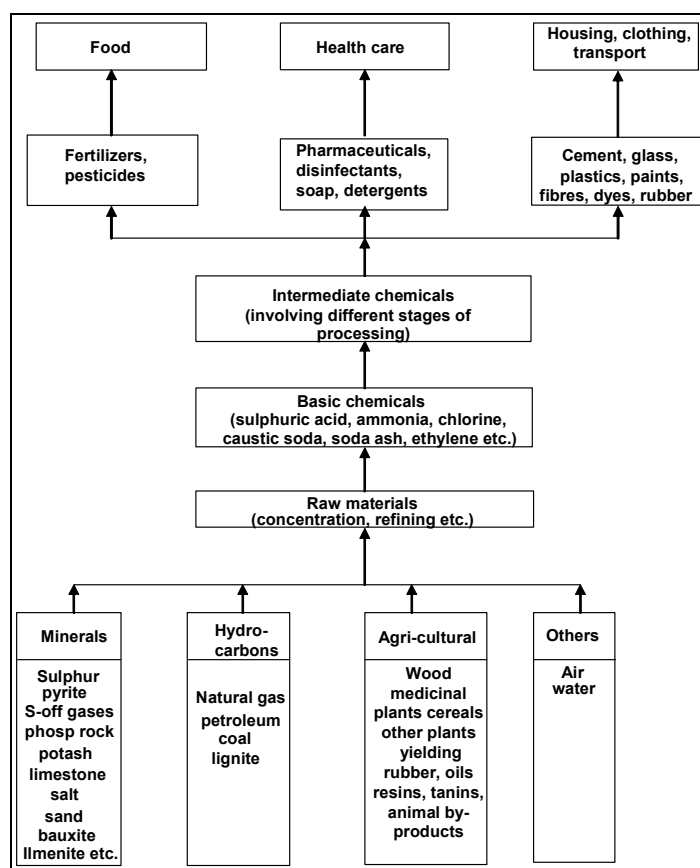 Food
Health care
Housing, clothing,
transport
Fertilizers,
pesticides
Pharmaceuticals,
disinfectants,
soap, detergents
Cement, glass,
plastics, paints,
fibres, dyes, rubber
Intermediate chemicals
(involving different stages of
processing)
Basic chemicals
(sulphuric acid, ammonia, chlorine,
caustic soda, soda ash, ethylene etc.)
Raw materials
(concentration, refining etc.)
Minerals
Sulphur
pyrite
S-off gases
phosp rock
potash
limestone
salt
sand
bauxite
Ilmenite etc.
Hydro-
carbons
Natural gas
petroleum
coal
lignite
Agri-cultural
Wood
medicinal
plants cereals
other plants
yielding
rubber, oils
resins, tanins,
animal by-
products
Others
Air
water